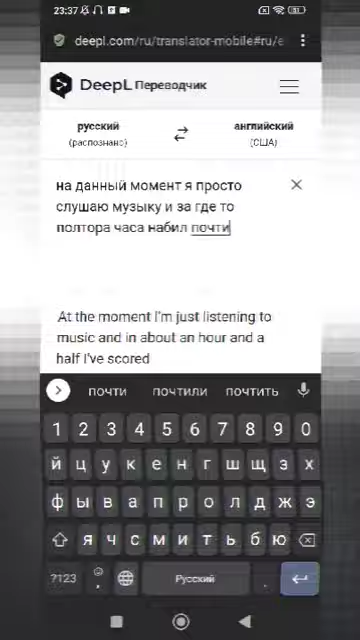 23:37
deepl.com/ru/translator-mobile#ru/e
DeepL Переводчик
русский
(распознано)
английский
(США)
на данный момент я просто
слушаю музыку и за где то
полтора часа набил почти
At the moment I'm just listening to
music and in about an hour and a
half I've scored
почти почтили почтить
1 2 3 4 5 6 7 8 9 0
й ц у к е н г ш щ з х
ф ы в а п р о л д ж э
я ч с м и т ь б ю
?123 , Русский .